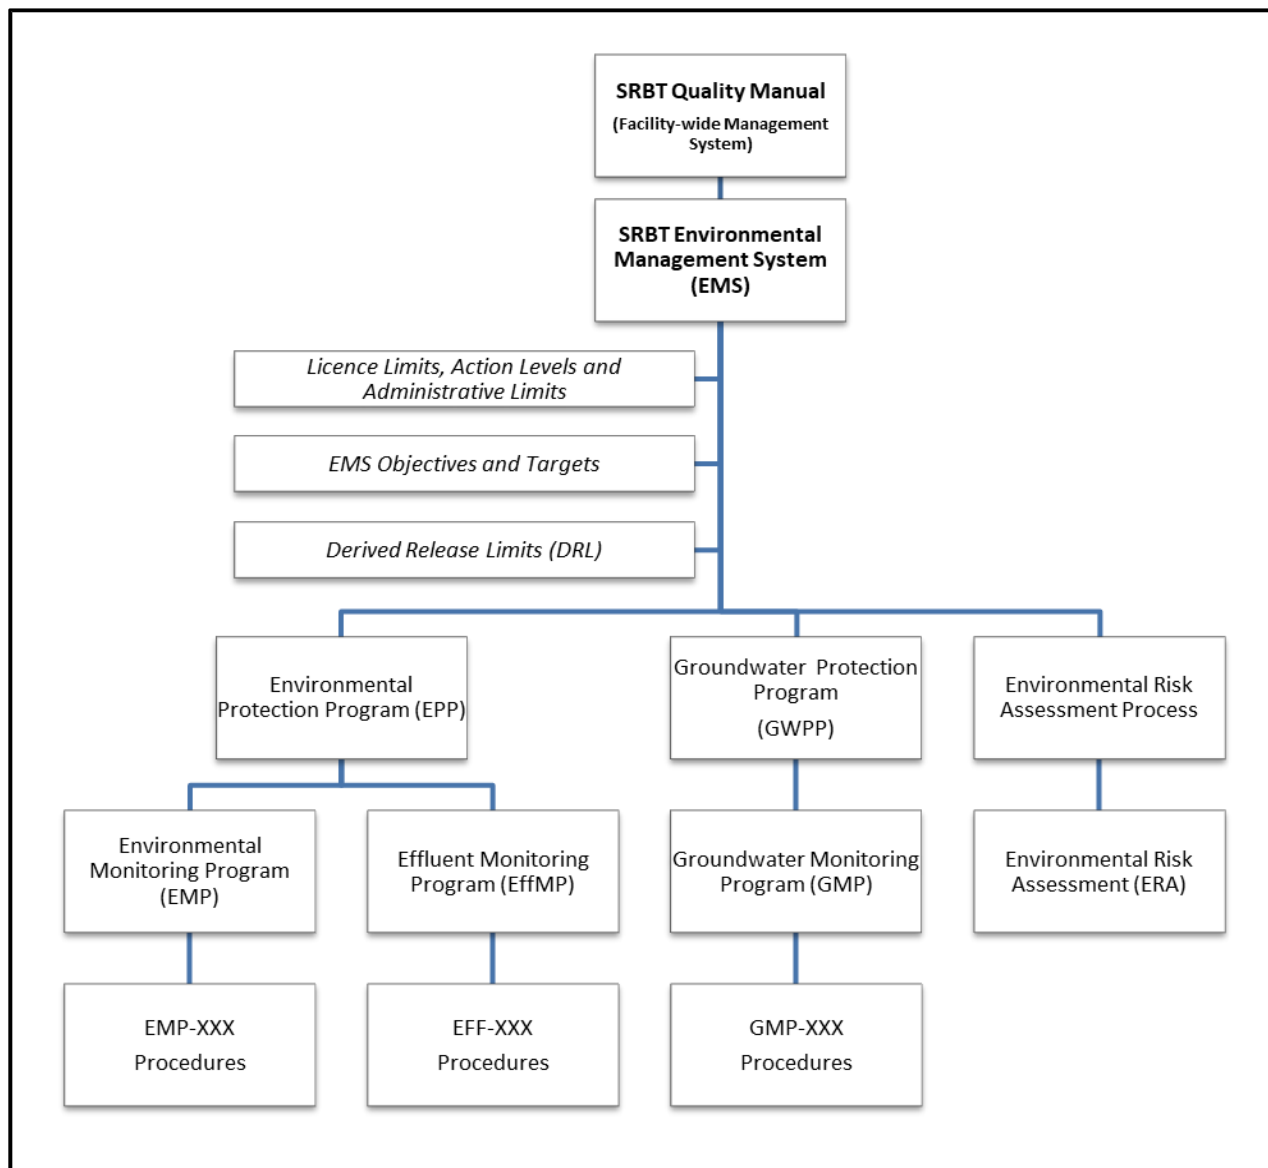 SRBT Quality Manual
(Facility-wide Management
System)
SRBT Environmental
Management System
(EMS)
Licence Limits, Action Levels and
Administrative Limits
EMS Objectives and Targets
Derived Release Limits (DRL)
Environmental
Protection Program (EPP)
Groundwater Protection
Program
(GWPP)
Environmental Risk
Assessment Process
Environmental
Monitoring Program
(EMP)
Effluent Monitoring
Program (EffMP)
Groundwater Monitoring
Program (GMP)
Environmental Risk
Assessment (ERA)
EMP-XXX
Procedures
EFF-XXX
Procedures
GMP-XXX
Procedures